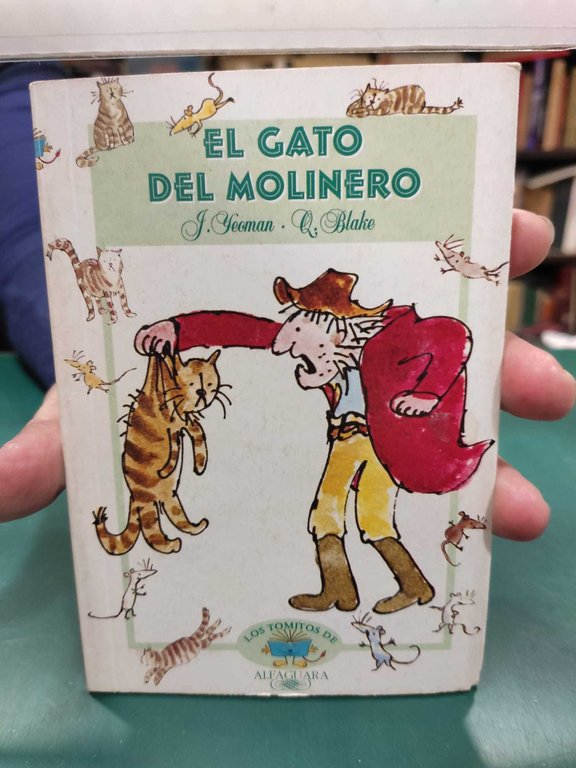 EL GATO
DEL MOLINERO
J. Yeoman · Q. Blake
LOS TOMITOS DE
ALFAGUARA